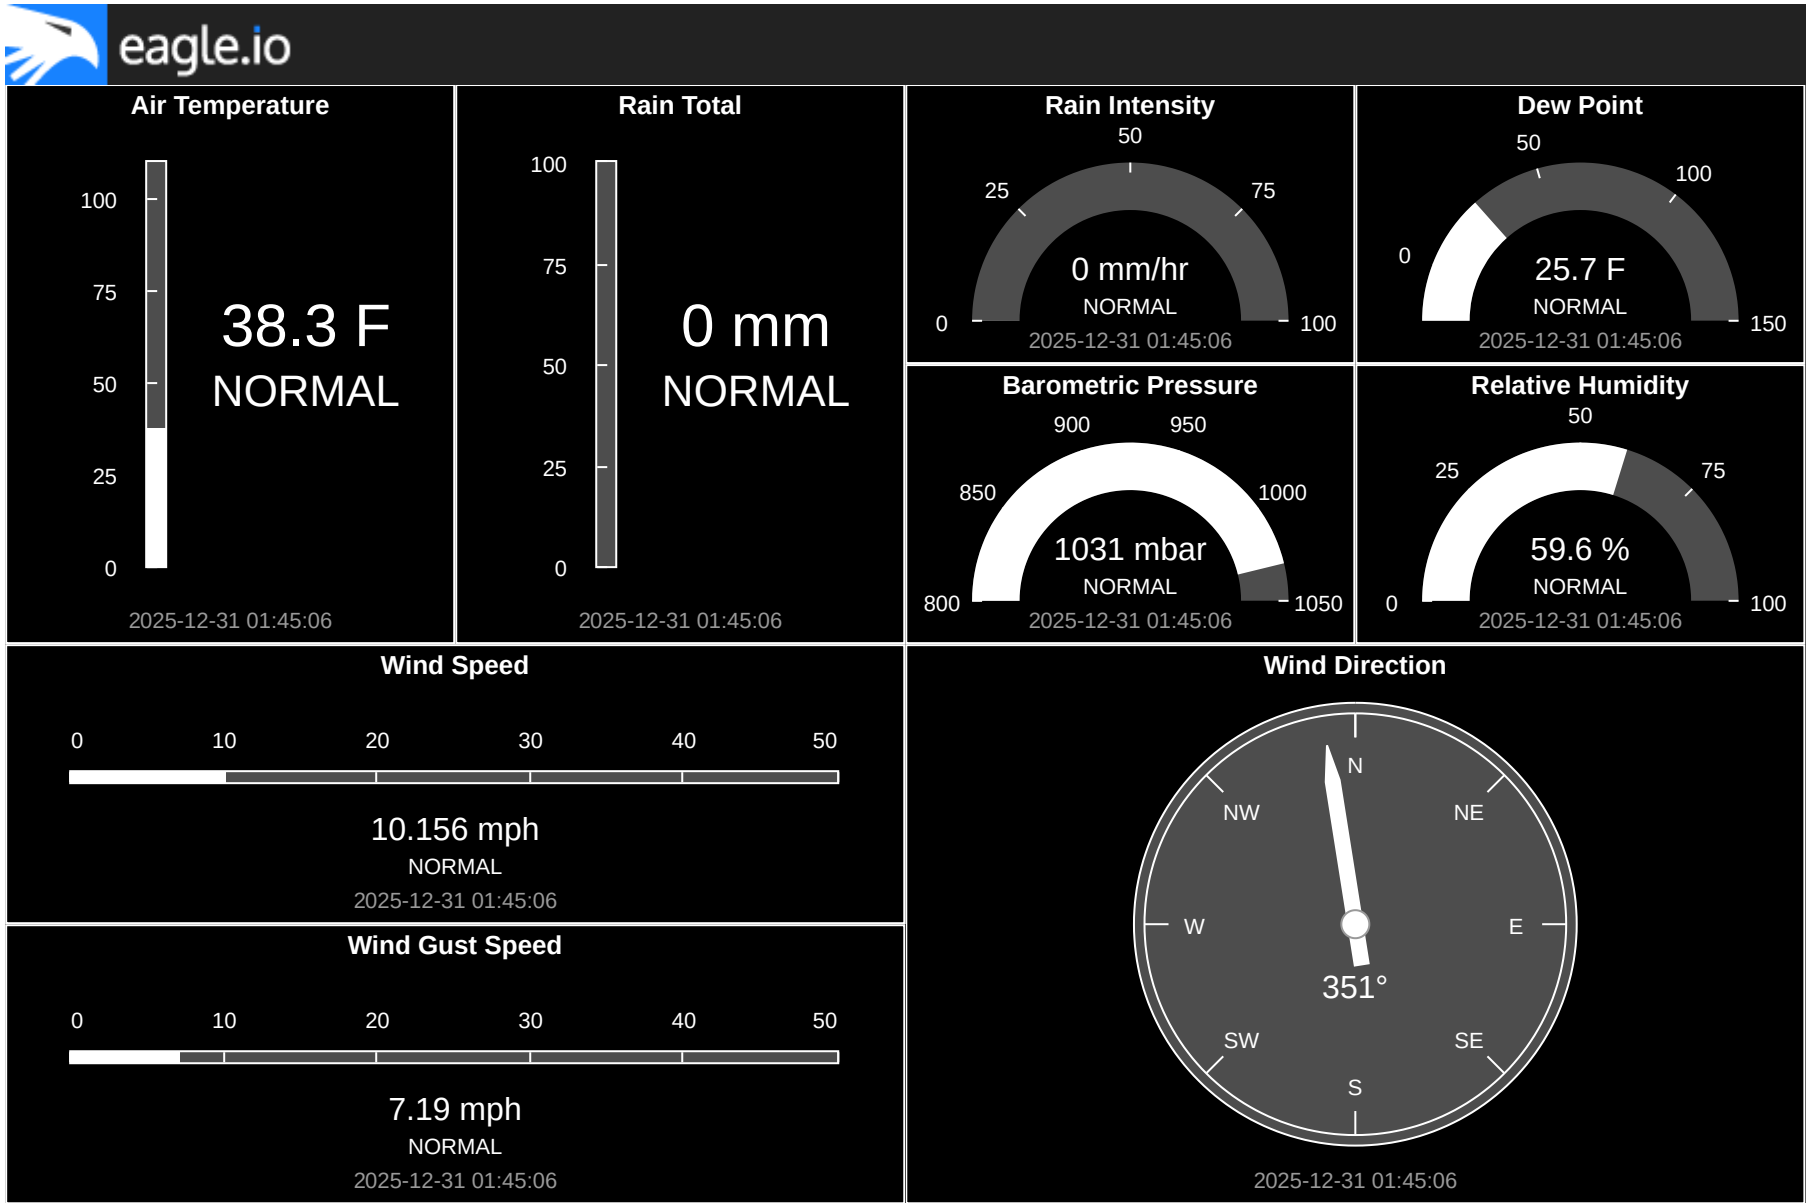 eagle.io
Air Temperature
100
75
50
25
0
38.3 F
NORMAL
2025-12-31 01:45:06
Rain Total
100
75
50
25
0
0 mm
NORMAL
2025-12-31 01:45:06
Rain Intensity
50
25 75
0 100
0 mm/hr
NORMAL
2025-12-31 01:45:06
Dew Point
50
100
0
150
25.7 F
NORMAL
2025-12-31 01:45:06
Barometric Pressure
900 950
850 1000
800 1050
1031 mbar
NORMAL
2025-12-31 01:45:06
Relative Humidity
50
25 75
0 100
59.6 %
NORMAL
2025-12-31 01:45:06
Wind Speed
0 10 20 30 40 50
10.156 mph
NORMAL
2025-12-31 01:45:06
Wind Gust Speed
0 10 20 30 40 50
7.19 mph
NORMAL
2025-12-31 01:45:06
Wind Direction
N
NW NE
W E
351°
SW SE
S
2025-12-31 01:45:06